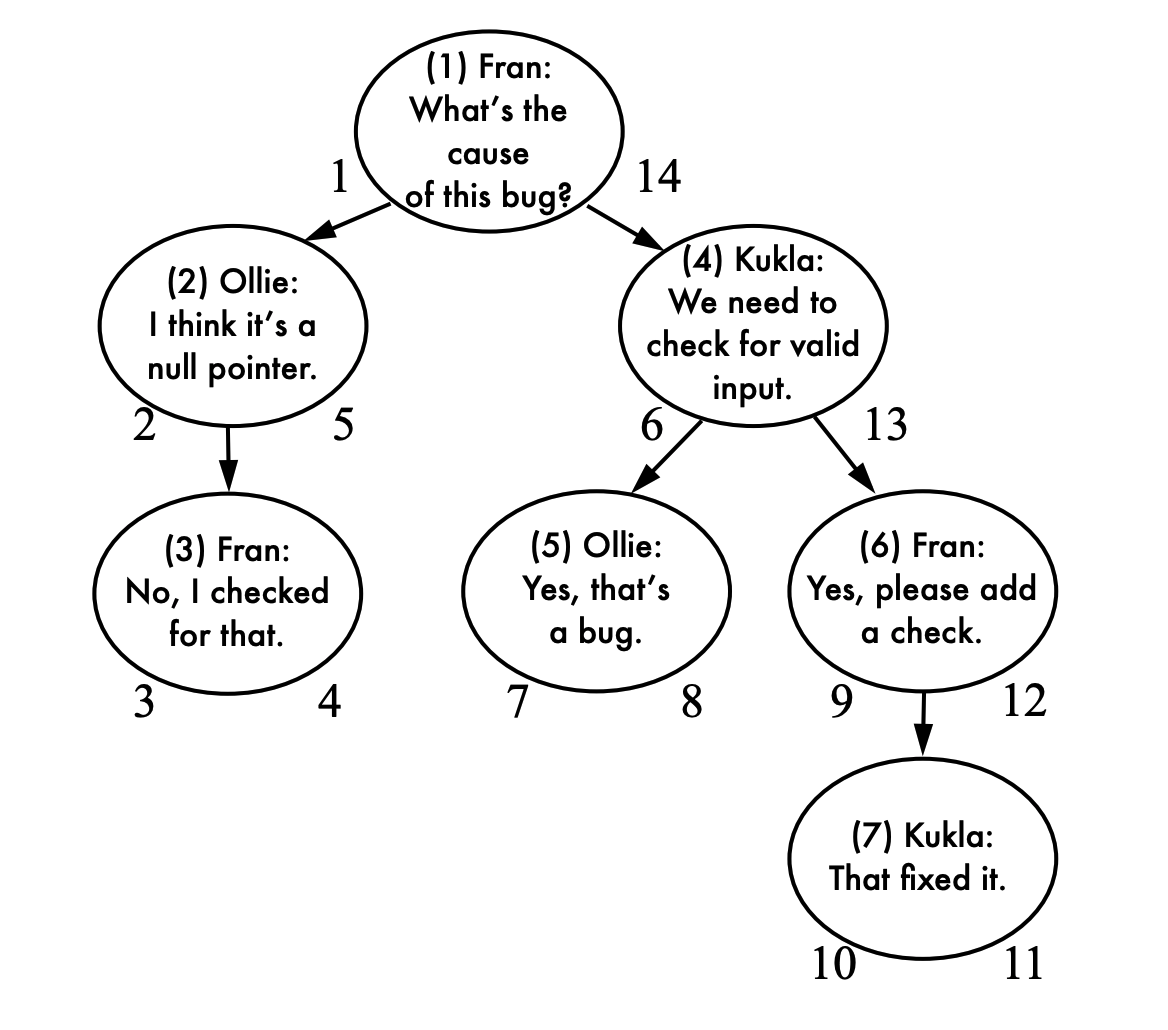 (1) Fran:
What's the
cause
of this bug?
1
14
(2) Ollie:
I think it's a
null pointer.
2
5
(4) Kukla:
We need to
check for valid
input.
6
13
(3) Fran:
No, I checked
for that.
3
4
(5) Ollie:
Yes, that's
a bug.
7
8
(6) Fran:
Yes, please add
a check.
9
12
(7) Kukla:
That fixed it.
10
11